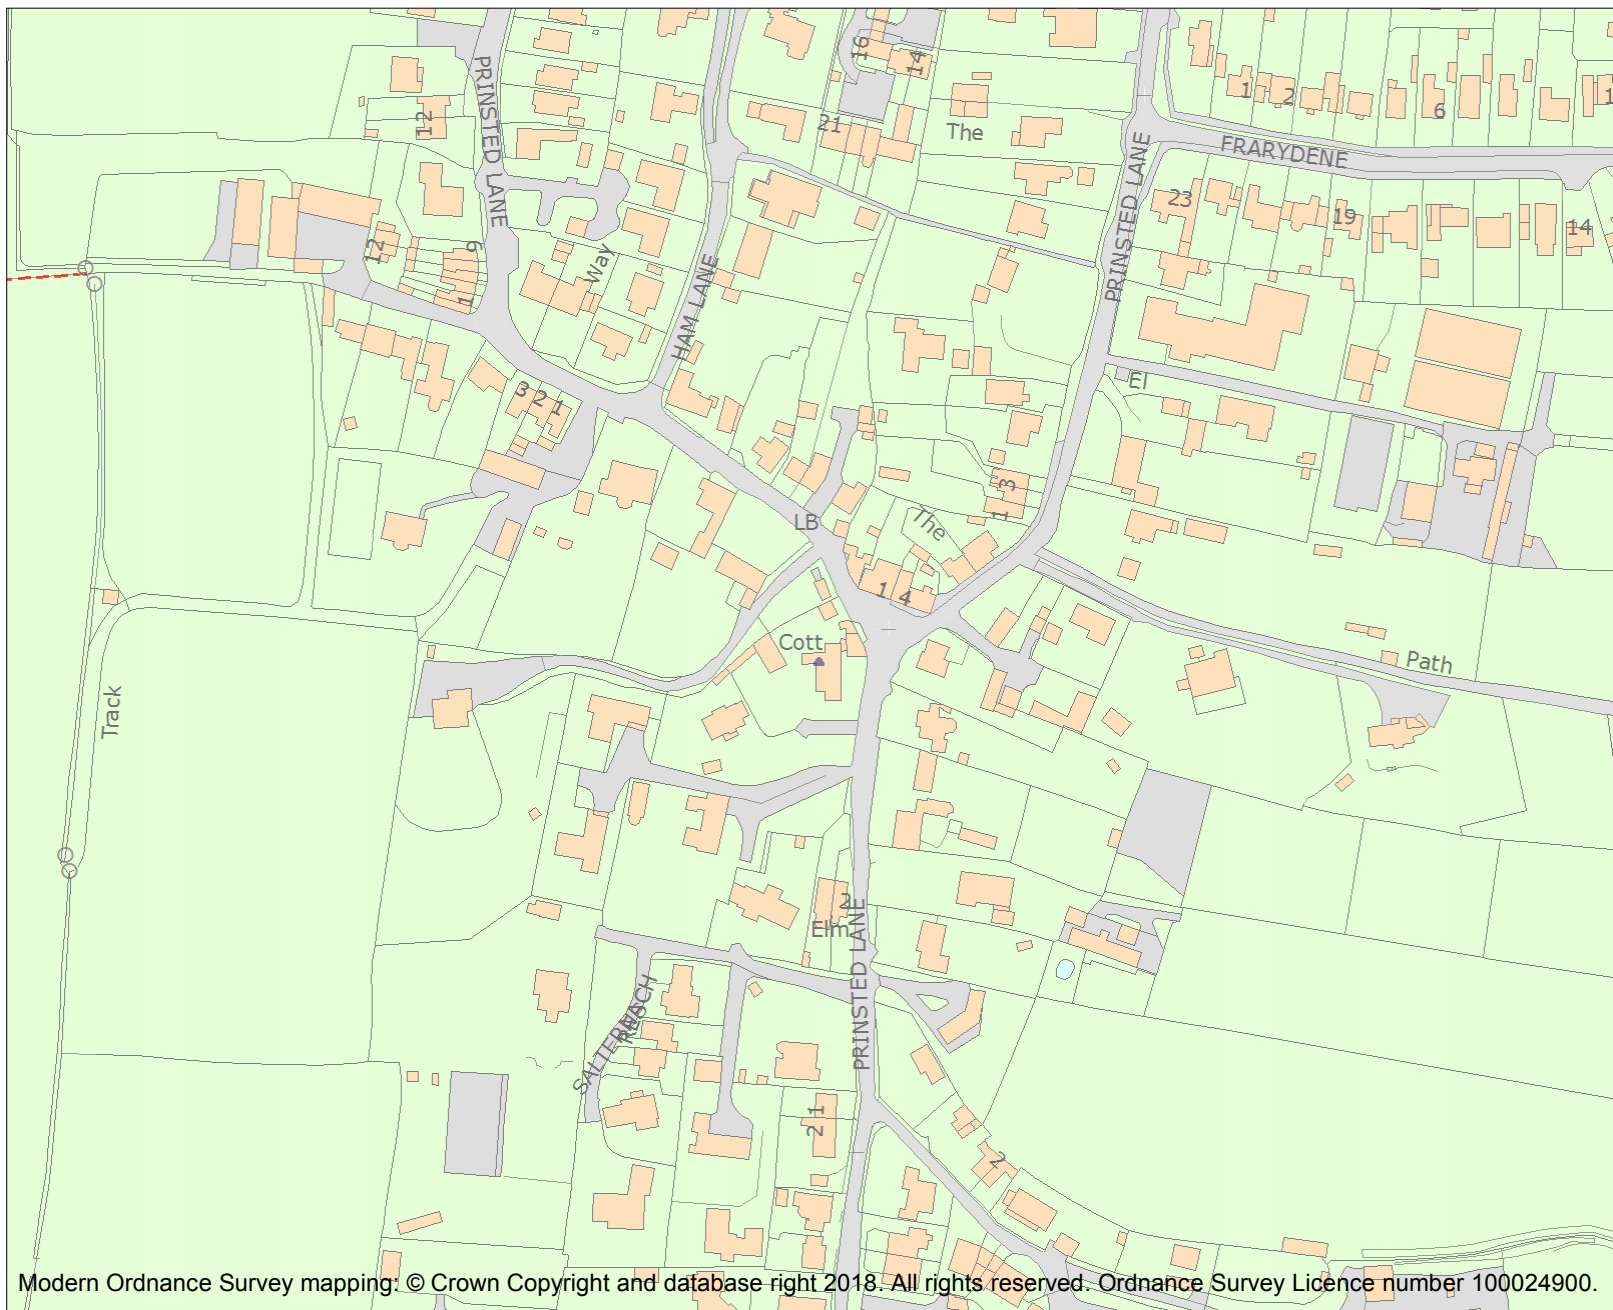 16
14
PRINSTED LANE
12
1
2
6
1
21
The
PRINSTED LANE
FRARYDENE
23
19
14
12
9
1
Way
HAM LANE
3 2 1
El
3
1
LB
The
1
4
Cott
Path
Track
2
Elm
PRINSTED LANE
SALTERNS
REACH
2 1
2
Modern Ordnance Survey mapping: © Crown Copyright and database right 2018. All rights reserved. Ordnance Survey Licence number 100024900.